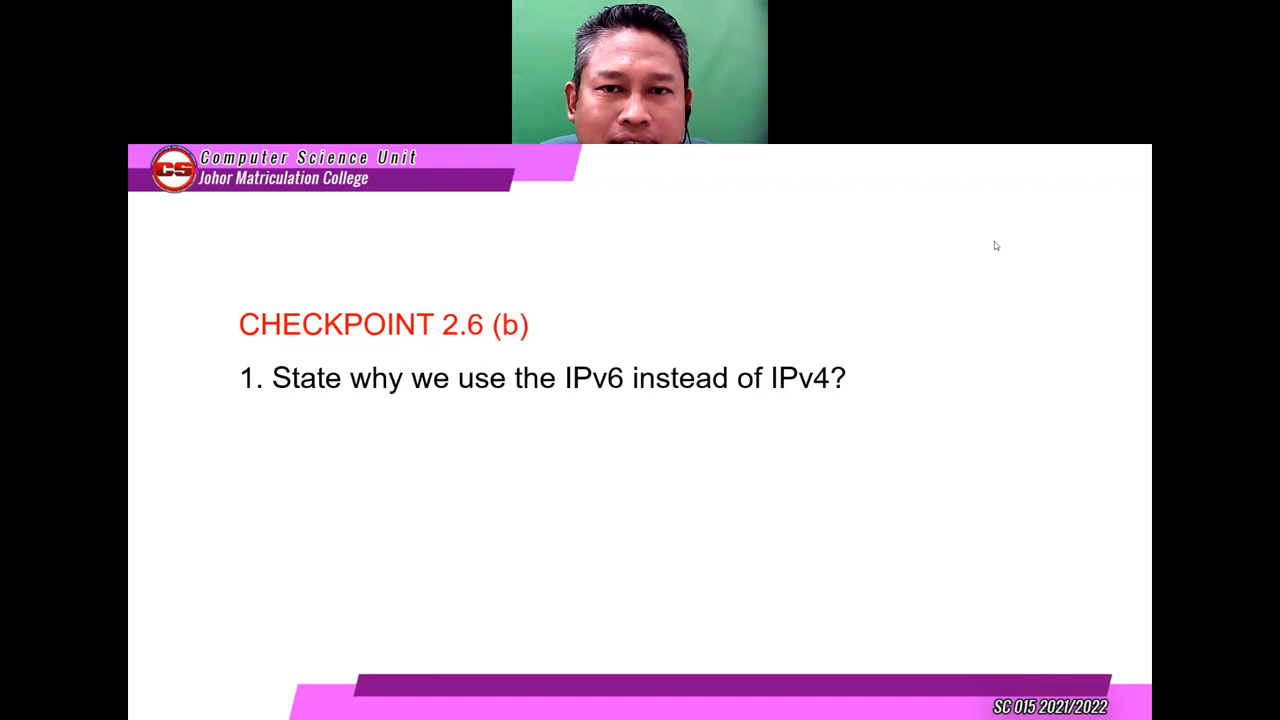 CS
Computer Science Unit
Johor Matriculation College
CHECKPOINT 2.6 (b)
1. State why we use the IPv6 instead of IPv4?
SC 015 2021/2022